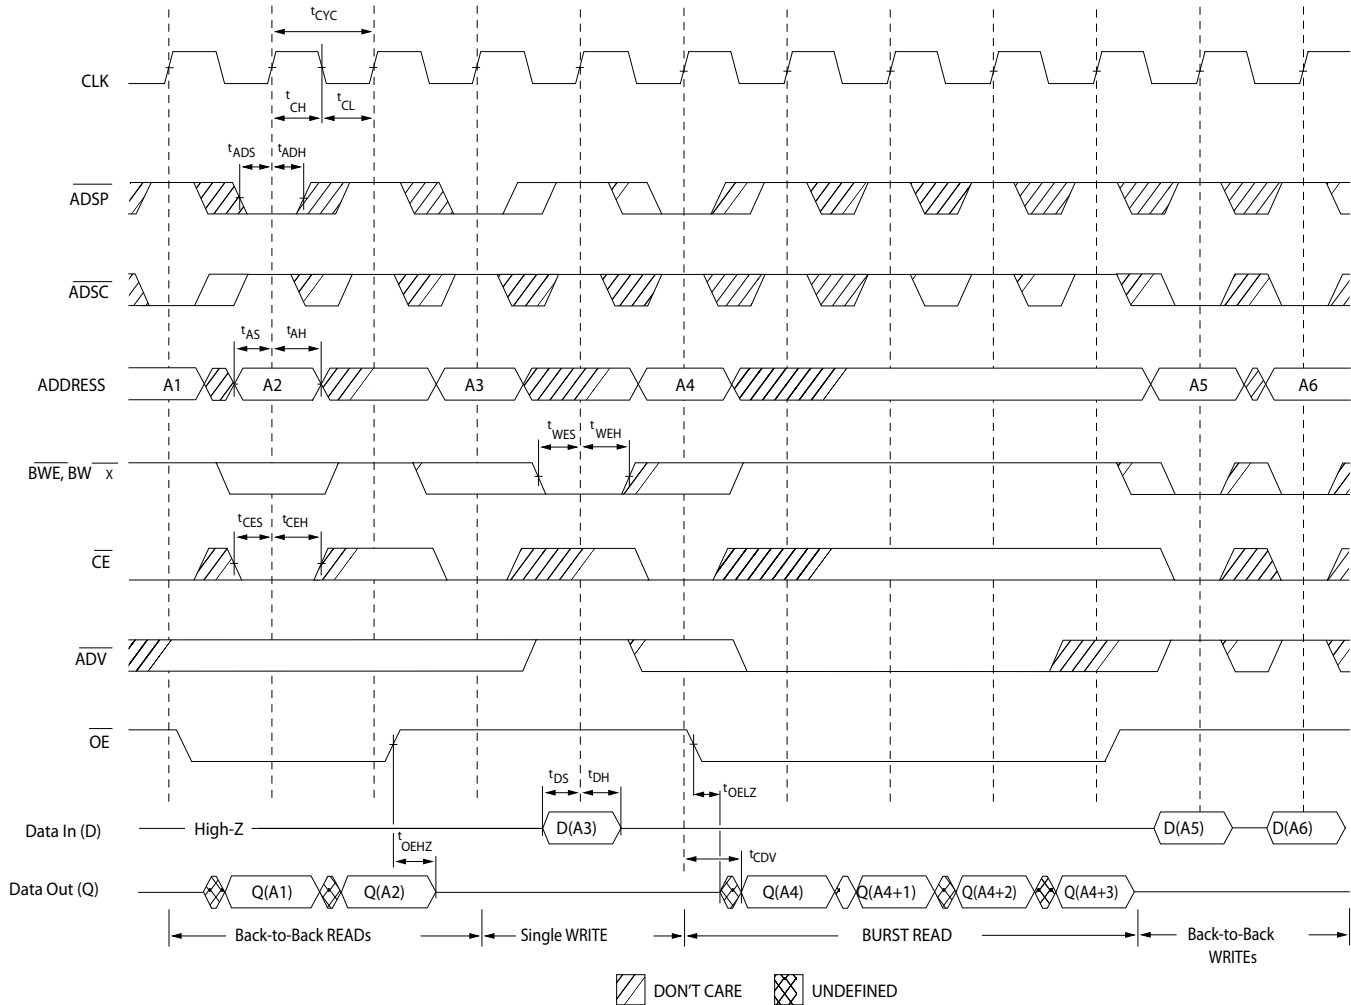 tCYC
CLK
tCH
tCL
tADS
tADH
ADSP
ADSC
tAS
tAH
ADDRESS
A1
A2
A3
A4
A5
A6
tWES
tWEH
BWE, BW X
tCES
tCEH
CE
ADV
OE
tDS
tDH
tOELZ
Data In (D)
High-Z
D(A3)
D(A5)
D(A6)
tOEHZ
tCDV
Data Out (Q)
Q(A1)
Q(A2)
Q(A4)
Q(A4+1)
Q(A4+2)
Q(A4+3)
Back-to-Back READs
Single WRITE
BURST READ
Back-to-Back
WRITEs
DON'T CARE
UNDEFINED